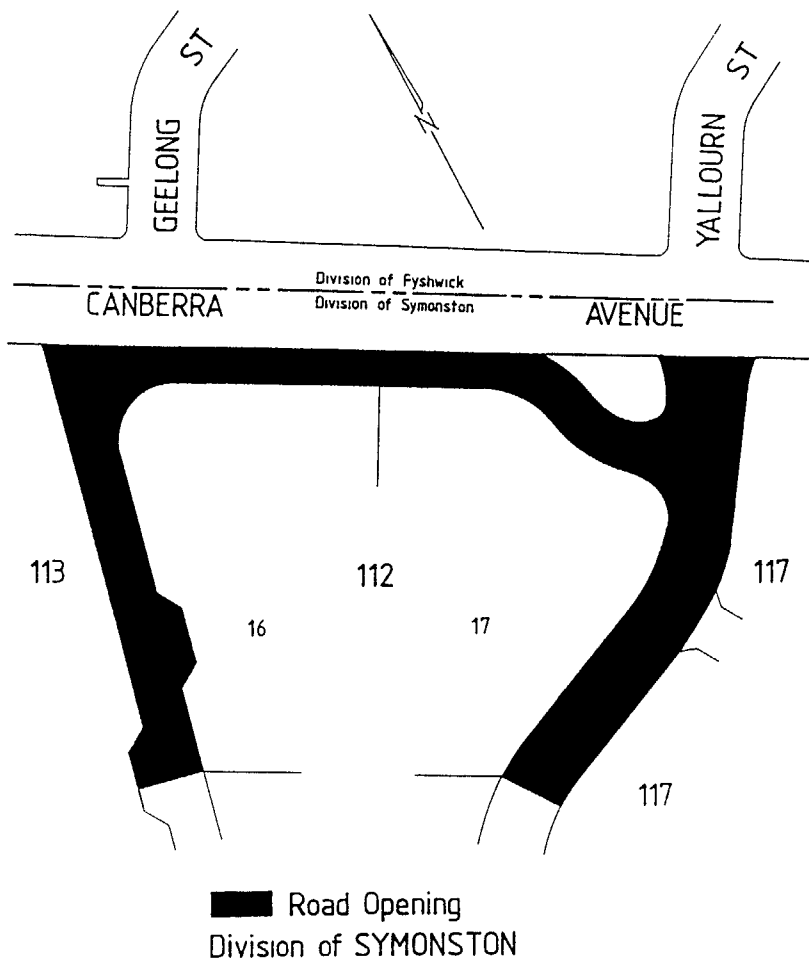 GEELONG ST
N
YALLOURN ST
Division of Fyshwick
Division of Symonston
CANBERRA AVENUE
113
112
117
16
17
117
Road Opening
Division of SYMONSTON